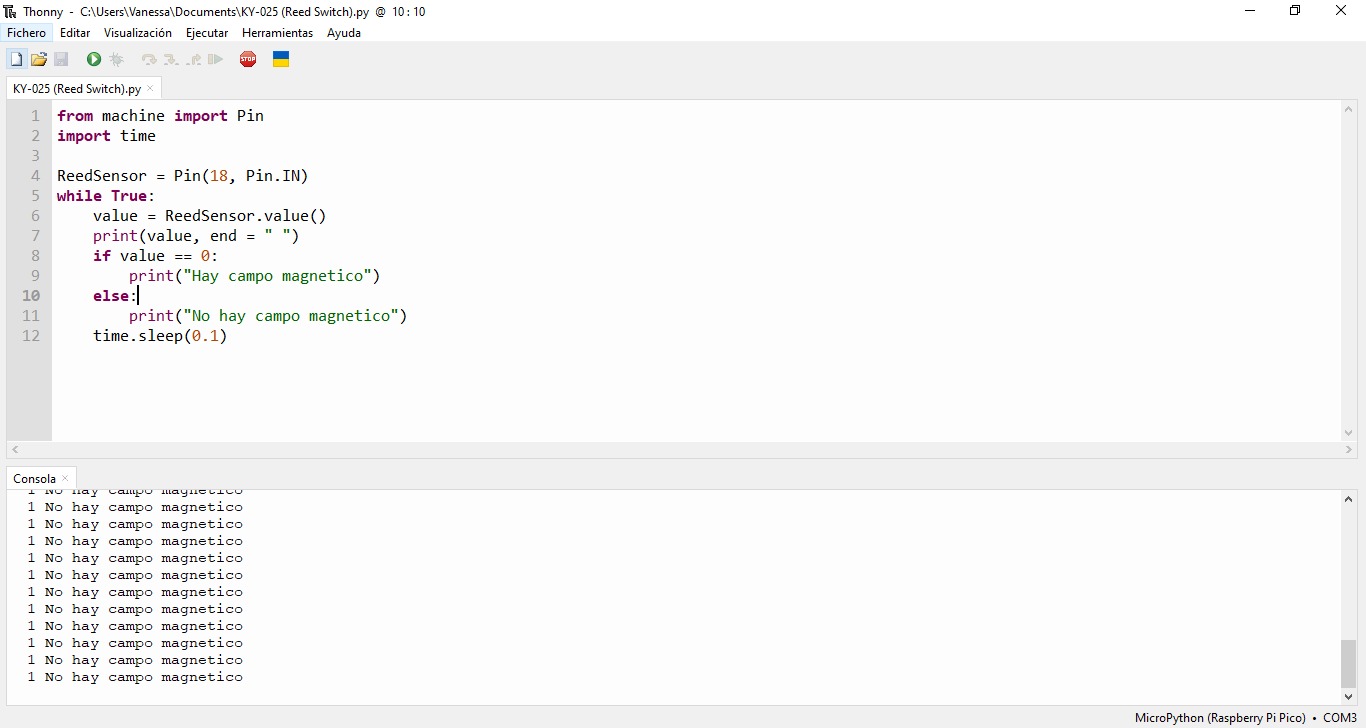 Thonny - C:\Users\Vanessa\Documents\KY-025 (Reed Switch).py @ 10 : 10
Fichero Editar Visualización Ejecutar Herramientas Ayuda
STOP
KY-025 (Reed Switch).py
1 from machine import Pin
2 import time
3
4 ReedSensor = Pin(18, Pin.IN)
5 while True:
6 value = ReedSensor.value()
7 print(value, end = " ")
8 if value == 0:
9 print("Hay campo magnetico")
10 else:
11 print("No hay campo magnetico")
12 time.sleep(0.1)
Consola
1 No hay campo magnetico
1 No hay campo magnetico
1 No hay campo magnetico
1 No hay campo magnetico
1 No hay campo magnetico
1 No hay campo magnetico
1 No hay campo magnetico
1 No hay campo magnetico
1 No hay campo magnetico
1 No hay campo magnetico
1 No hay campo magnetico
1 No hay campo magnetico
MicroPython (Raspberry Pi Pico) • COM3